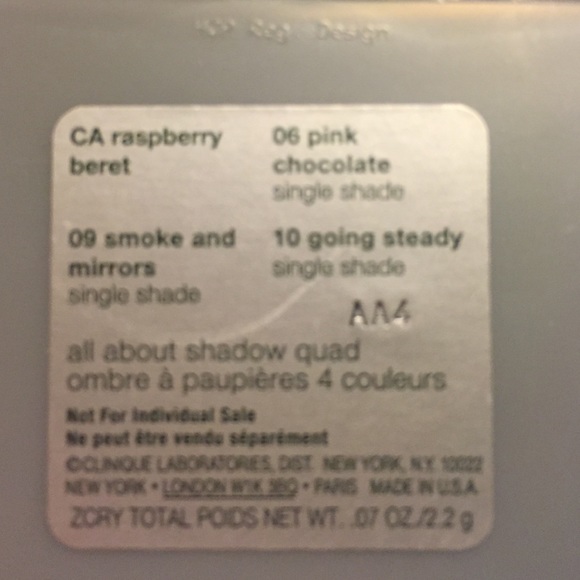 Reg. Design
CA raspberry
beret
06 pink
chocolate
single shade
09 smoke and
mirrors
single shade
10 going steady
single shade
AA4
all about shadow quad
ombre à paupières 4 couleurs
Not For Individual Sale
Ne peut être vendu séparément
©CLINIQUE LABORATORIES, DIST. NEW YORK, N.Y. 10022
NEW YORK • LONDON W1K 3BQ • PARIS MADE IN U.S.A.
ZCRY TOTAL POIDS NET WT. .07 OZ./2.2 g